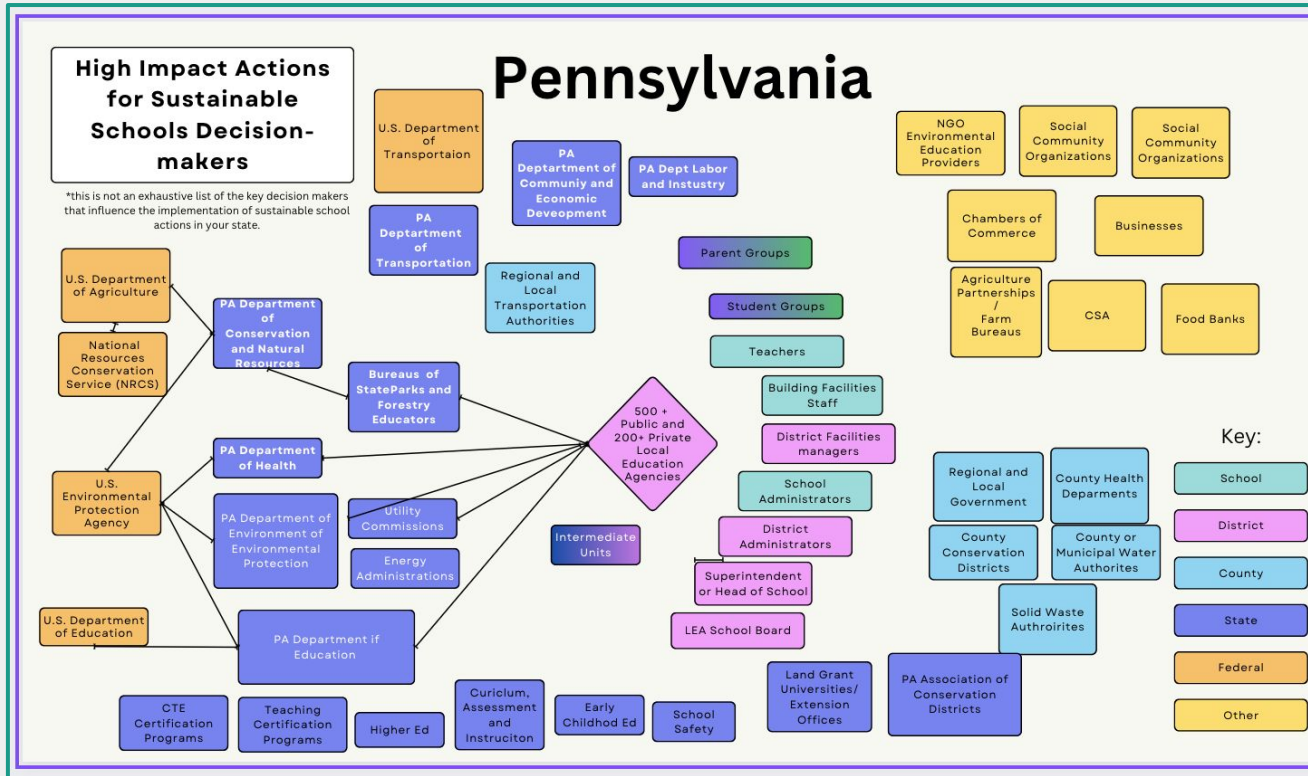 High Impact Actions
for Sustainable
Schools Decision-
makers
*this is not an exhaustive list of the key decision makers
that influence the implementation of sustainable school
actions in your state.
Pennsylvania
U.S. Department
of
Transportaion
PA
Deptartment of
Communiy and
Economic
Deveopment
PA Dept Labor
and Instustry
PA
Deptartment
of
Transportation
Regional and
Local
Transportation
Authorities
NGO
Environmental
Education
Providers
Social
Community
Organizations
Social
Community
Organizations
Chambers of
Commerce
Businesses
Agriculture
Partnerships
/
Farm
Bureaus
CSA
Food Banks
U.S. Department
of Agriculture
National
Resources
Conservation
Service (NRCS)
PA Department
of
Conservation
and Natural
Resources
Bureaus of
StateParks and
Forestry
Educators
PA Department
of Health
U.S.
Environmental
Protection
Agency
PA Department of
Environment of
Environmental
Protection
Utility
Commissions
Energy
Administrations
U.S. Department
of Education
PA Department if
Education
500 +
Public and
200+ Private
Local
Education
Agencies
Intermediate
Units
Parent Groups
Student Groups
Teachers
Building Facilities
Staff
District Facilities
managers
School
Administrators
District
Administrators
Superintendent
or Head of School
LEA School Board
Regional and
Local
Government
County Health
Deparments
County
Conservation
Districts
County or
Municipal Water
Authorites
Solid Waste
Authroirites
Key:
School
District
County
State
Federal
Other
CTE
Certification
Programs
Teaching
Certification
Programs
Higher Ed
Curiclum,
Assessment
and
Instruciton
Early
Childhod Ed
School
Safety
Land Grant
Universities/
Extension
Offices
PA Association of
Conservation
Districts